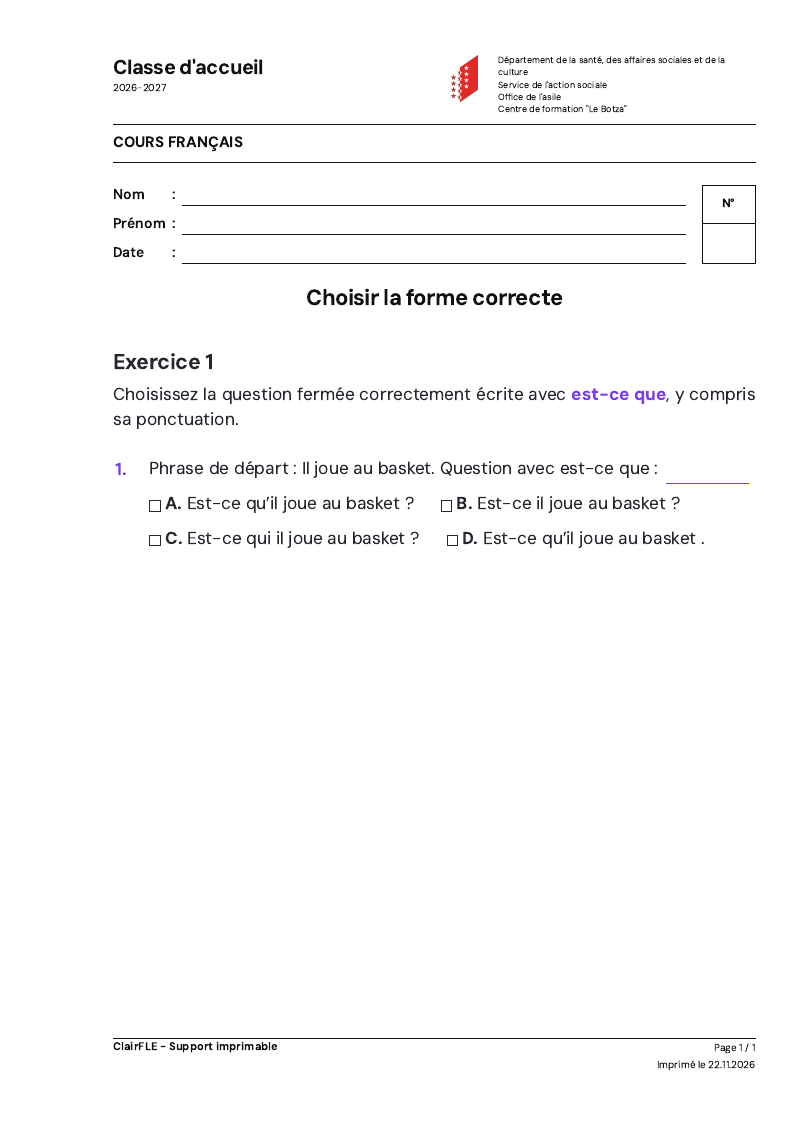 Classe d'accueil
2026-2027
Département de la santé, des affaires sociales et de la
culture
Service de l'action sociale
Office de l'asile
Centre de formation "Le Botza"
COURS FRANÇAIS
Nom :
Prénom :
Date :
N°
Choisir la forme correcte
Exercice 1
Choisissez la question fermée correctement écrite avec est-ce que, y compris
sa ponctuation.
1. Phrase de départ : Il joue au basket. Question avec est-ce que : ________
A. Est-ce qu’il joue au basket ? B. Est-ce il joue au basket ?
C. Est-ce qui il joue au basket ? D. Est-ce qu’il joue au basket .
ClairFLE - Support imprimable
Page 1 / 1
Imprimé le 22.11.2026